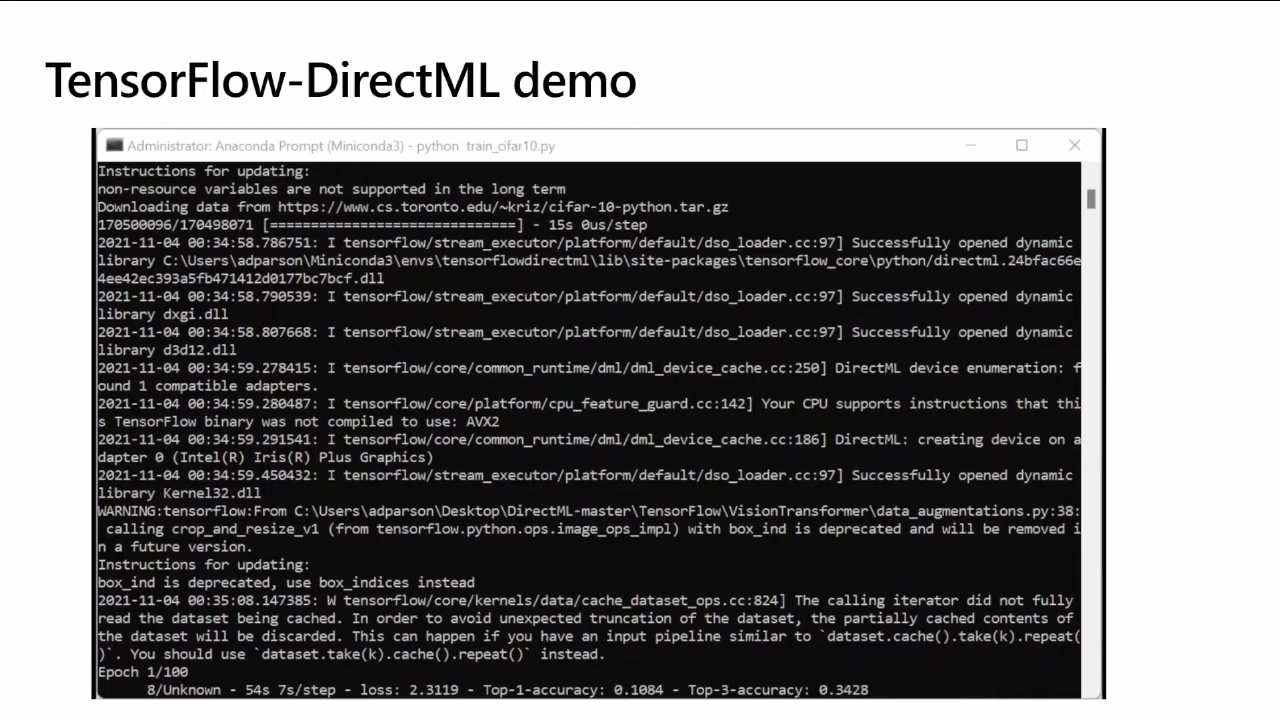 TensorFlow-DirectML demo
Administrator: Anaconda Prompt (Miniconda3) - python  train_cifar10.py
Instructions for updating:
non-resource variables are not supported in the long term
Downloading data from https://www.cs.toronto.edu/~kriz/cifar-10-python.tar.gz
170500096/170498071 [==============================] - 15s 0us/step
2021-11-04 00:34:58.786751: I tensorflow/stream_executor/platform/default/dso_loader.cc:97] Successfully opened dynamic
library C:\Users\adparson\Miniconda3\envs\tensorflowdirectml\lib\site-packages\tensorflow_core\python/directml.24bfac66e
4ee42ec393a5fb471412d0177bc7bcf.dll
2021-11-04 00:34:58.790539: I tensorflow/stream_executor/platform/default/dso_loader.cc:97] Successfully opened dynamic
library dxgi.dll
2021-11-04 00:34:58.807668: I tensorflow/stream_executor/platform/default/dso_loader.cc:97] Successfully opened dynamic
library d3d12.dll
2021-11-04 00:34:59.278415: I tensorflow/core/common_runtime/dml/dml_device_cache.cc:250] DirectML device enumeration: f
ound 1 compatible adapters.
2021-11-04 00:34:59.280487: I tensorflow/core/platform/cpu_feature_guard.cc:142] Your CPU supports instructions that thi
s TensorFlow binary was not compiled to use: AVX2
2021-11-04 00:34:59.291541: I tensorflow/core/common_runtime/dml/dml_device_cache.cc:186] DirectML: creating device on a
dapter 0 (Intel(R) Iris(R) Plus Graphics)
2021-11-04 00:34:59.450432: I tensorflow/stream_executor/platform/default/dso_loader.cc:97] Successfully opened dynamic
library Kernel32.dll
WARNING:tensorflow:From C:\Users\adparson\Desktop\DirectML-master\TensorFlow\VisionTransformer\data_augmentations.py:38:
calling crop_and_resize_v1 (from tensorflow.python.ops.image_ops_impl) with box_ind is deprecated and will be removed i
n a future version.
Instructions for updating:
box_ind is deprecated, use box_indices instead
2021-11-04 00:35:08.147385: W tensorflow/core/kernels/data/cache_dataset_ops.cc:824] The calling iterator did not fully
read the dataset being cached. In order to avoid unexpected truncation of the dataset, the partially cached contents of
the dataset will be discarded. This can happen if you have an input pipeline similar to `dataset.cache().take(k).repeat(
)`. You should use `dataset.take(k).cache().repeat()` instead.
Epoch 1/100
8/Unknown - 54s 7s/step - loss: 2.3119 - Top-1-accuracy: 0.1084 - Top-3-accuracy: 0.3428